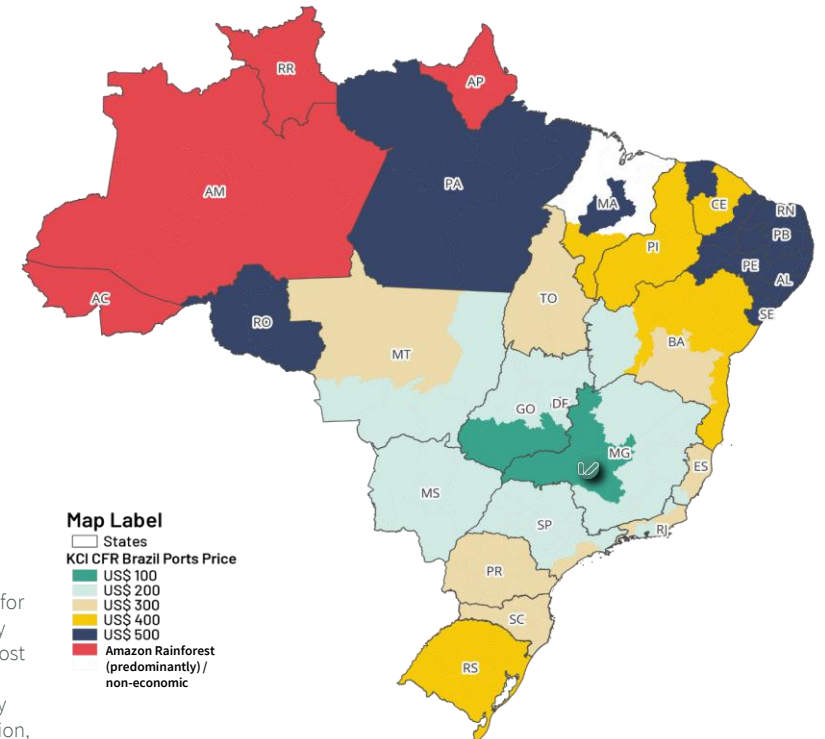 RR
AP
AM
PA
MA
CE
RN
PB
PI
PE
AL
AC
TO
SE
RO
BA
MT
GO
DF
MG
ES
MS
SP
RJ
PR
SC
RS
Map Label
States
KCI CFR Brazil Ports Price
US$ 100
US$ 200
US$ 300
US$ 400
US$ 500
Amazon Rainforest
(predominantly) /
non-economic
for
y
ost
y
ion,